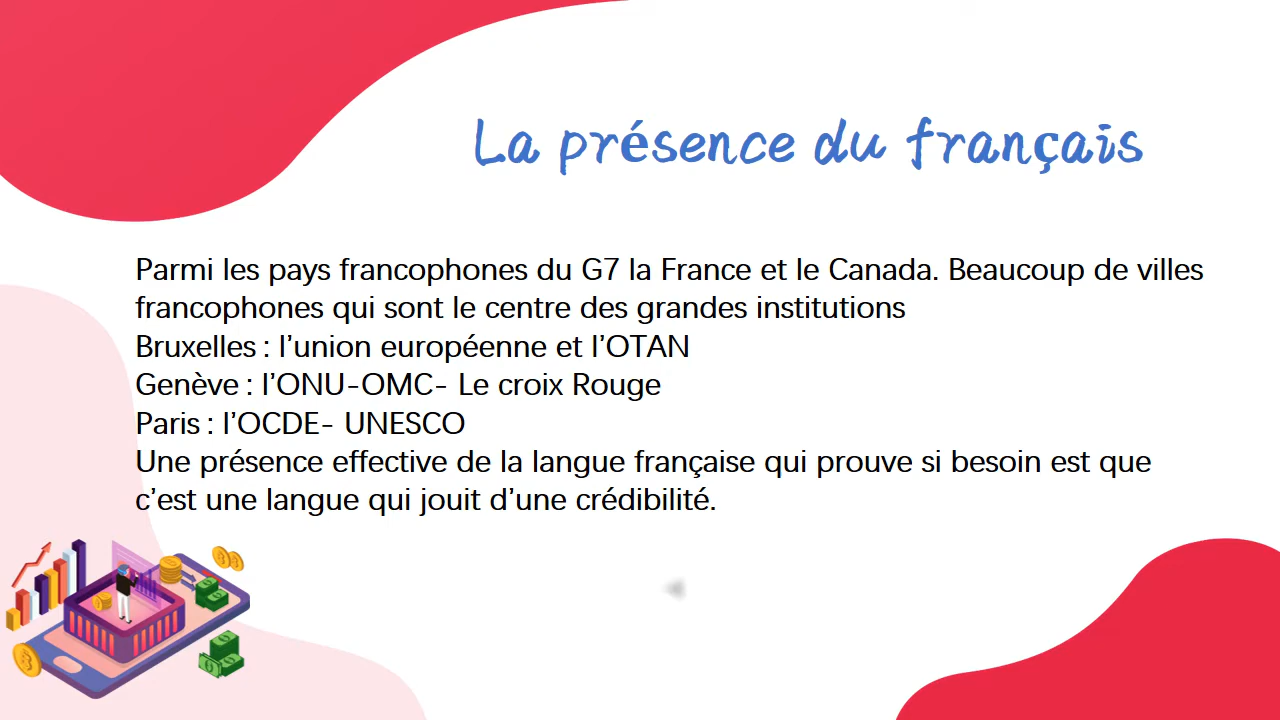 La présence du français
Parmi les pays francophones du G7 la France et le Canada. Beaucoup de villes
francophones qui sont le centre des grandes institutions
Bruxelles : l’union européenne et l’OTAN
Genève : l’ONU-OMC- Le croix Rouge
Paris : l’OCDE- UNESCO
Une présence effective de la langue française qui prouve si besoin est que
c’est une langue qui jouit d’une crédibilité.